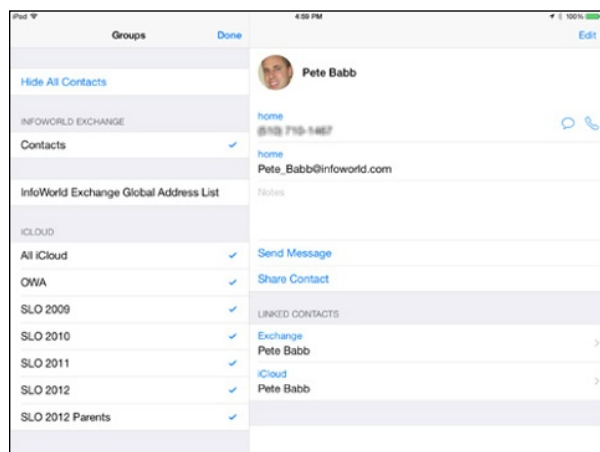 iPod
4:59 PM
100%
Groups
Done
Edit
Hide All Contacts
INFOWORLD EXCHANGE
Contacts
InfoWorld Exchange Global Address List
ICLOUD
All iCloud
OWA
SLO 2009
SLO 2010
SLO 2011
SLO 2012
SLO 2012 Parents
Pete Babb
home
home
Pete_Babb@infoworld.com
Notes
Send Message
Share Contact
LINKED CONTACTS
Exchange
Pete Babb
iCloud
Pete Babb